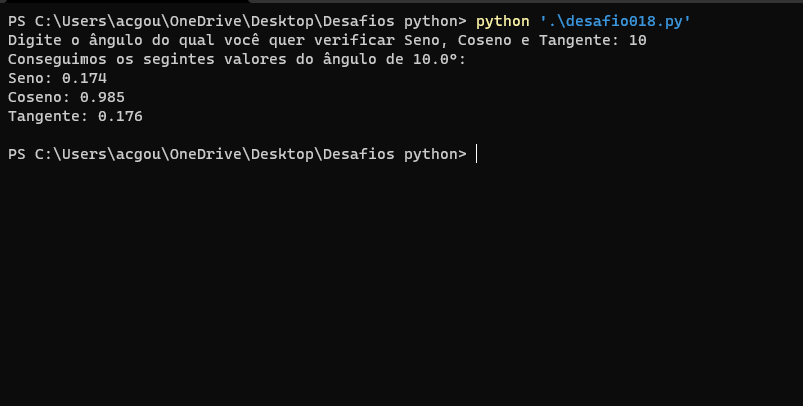 PS C:\Users\acgou\OneDrive\Desktop\Desafios python> python '.\desafio018.py'
Digite o ângulo do qual você quer verificar Seno, Coseno e Tangente: 10
Conseguimos os segintes valores do ângulo de 10.0º:
Seno: 0.174
Coseno: 0.985
Tangente: 0.176
PS C:\Users\acgou\OneDrive\Desktop\Desafios python>